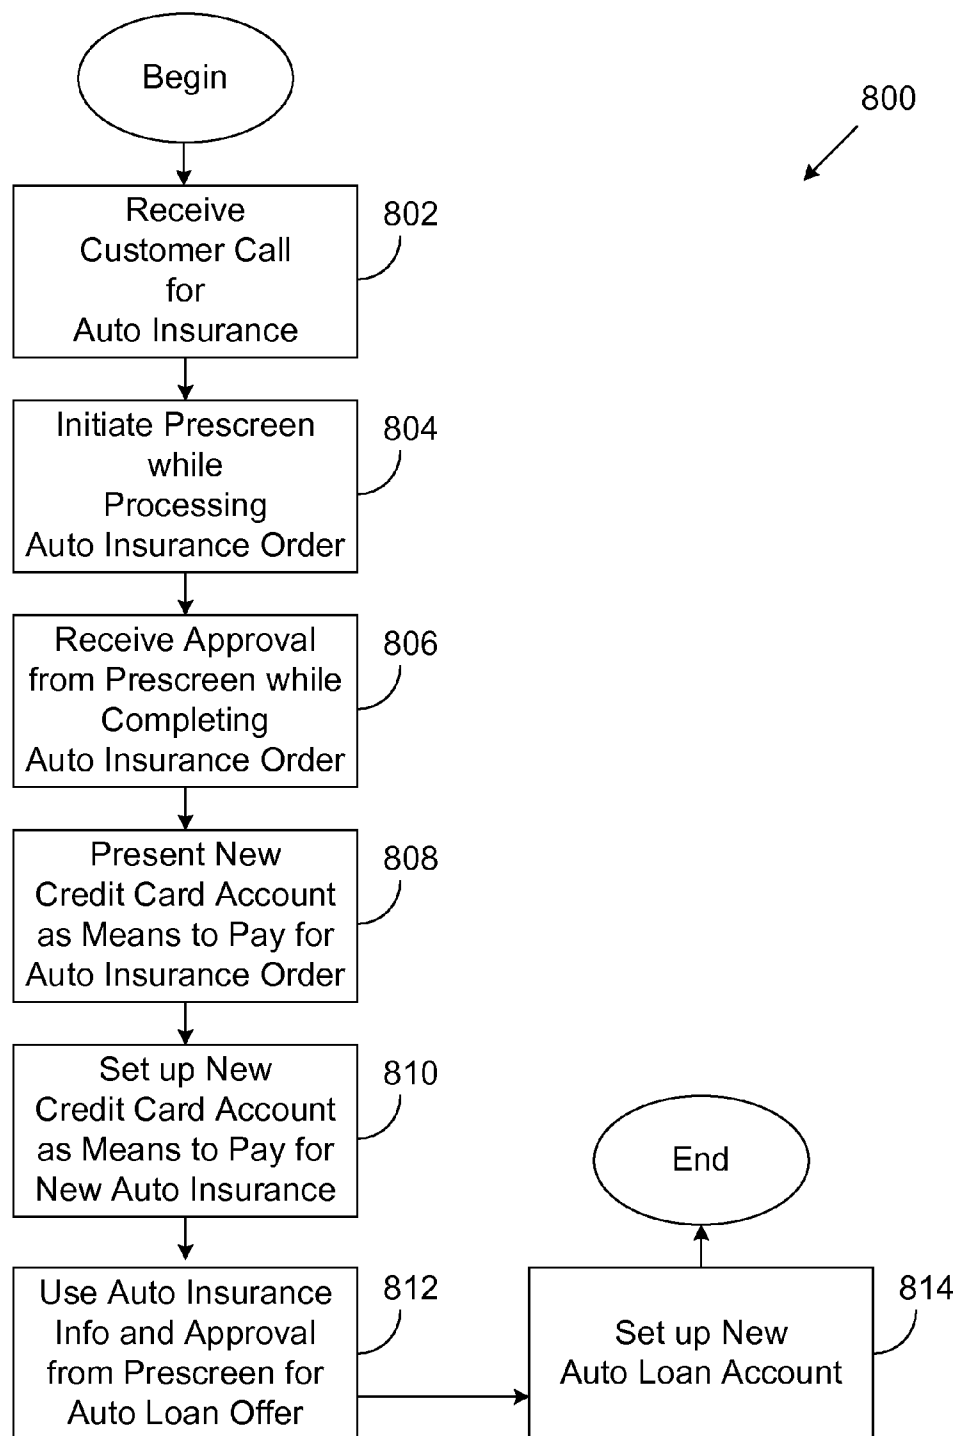 Begin
800
Receive
Customer Call
for
Auto Insurance
802
Initiate Prescreen
while
Processing
Auto Insurance Order
804
Receive Approval
from Prescreen while
Completing
Auto Insurance Order
806
Present New
Credit Card Account
as Means to Pay for
Auto Insurance Order
808
Set up New
Credit Card Account
as Means to Pay for
New Auto Insurance
810
Use Auto Insurance
Info and Approval
from Prescreen for
Auto Loan Offer
812
Set up New
Auto Loan Account
814
End